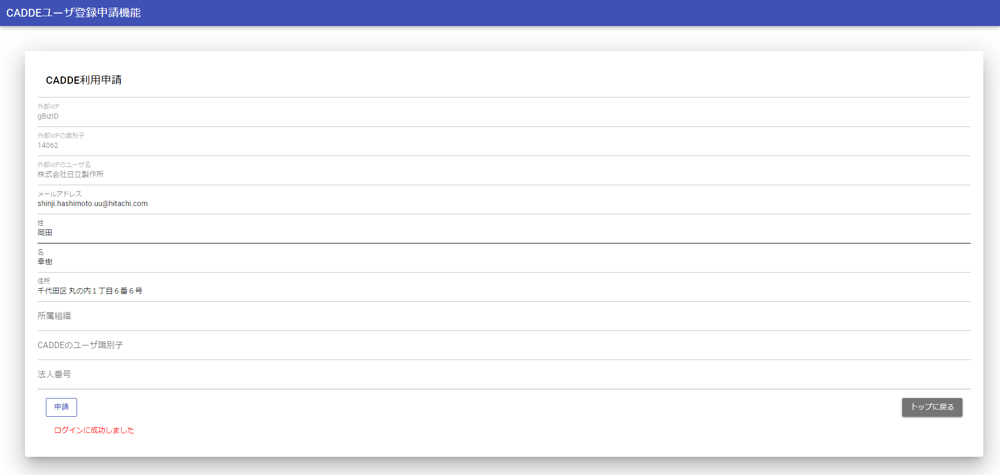 CADDEユーザ登録申請機能
CADDE利用申請
外部IdP
gBizID
外部IdPの識別子
14062
外部IdPのユーザ名
株式会社日立製作所
メールアドレス
shinji.hashimoto.uu@hitachi.com
姓
岡田
名
幸樹
住所
千代田区 丸の内１丁目６番６号
所属組織
CADDEのユーザ識別子
法人番号
申請
トップに戻る
ログインに成功しました